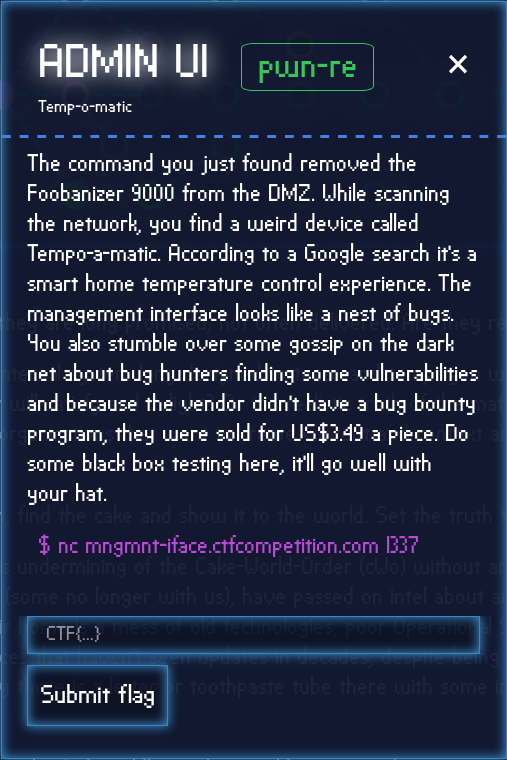 ADMIN UI
pwn-re
×
Temp-o-matic
The command you just found removed the
Foobanizer 9000 from the DMZ. While scanning
the network, you find a weird device called
Tempo-a-matic. According to a Google search it's a
smart home temperature control experience. The
management interface looks like a nest of bugs.
You also stumble over some gossip on the dark
net about bug hunters finding some vulnerabilities
and because the vendor didn't have a bug bounty
program, they were sold for US$3.49 a piece. Do
some black box testing here, it'll go well with
your hat.
$ nc mngmnt-iface.ctfcompetition.com 1337
CTF{...}
Submit flag